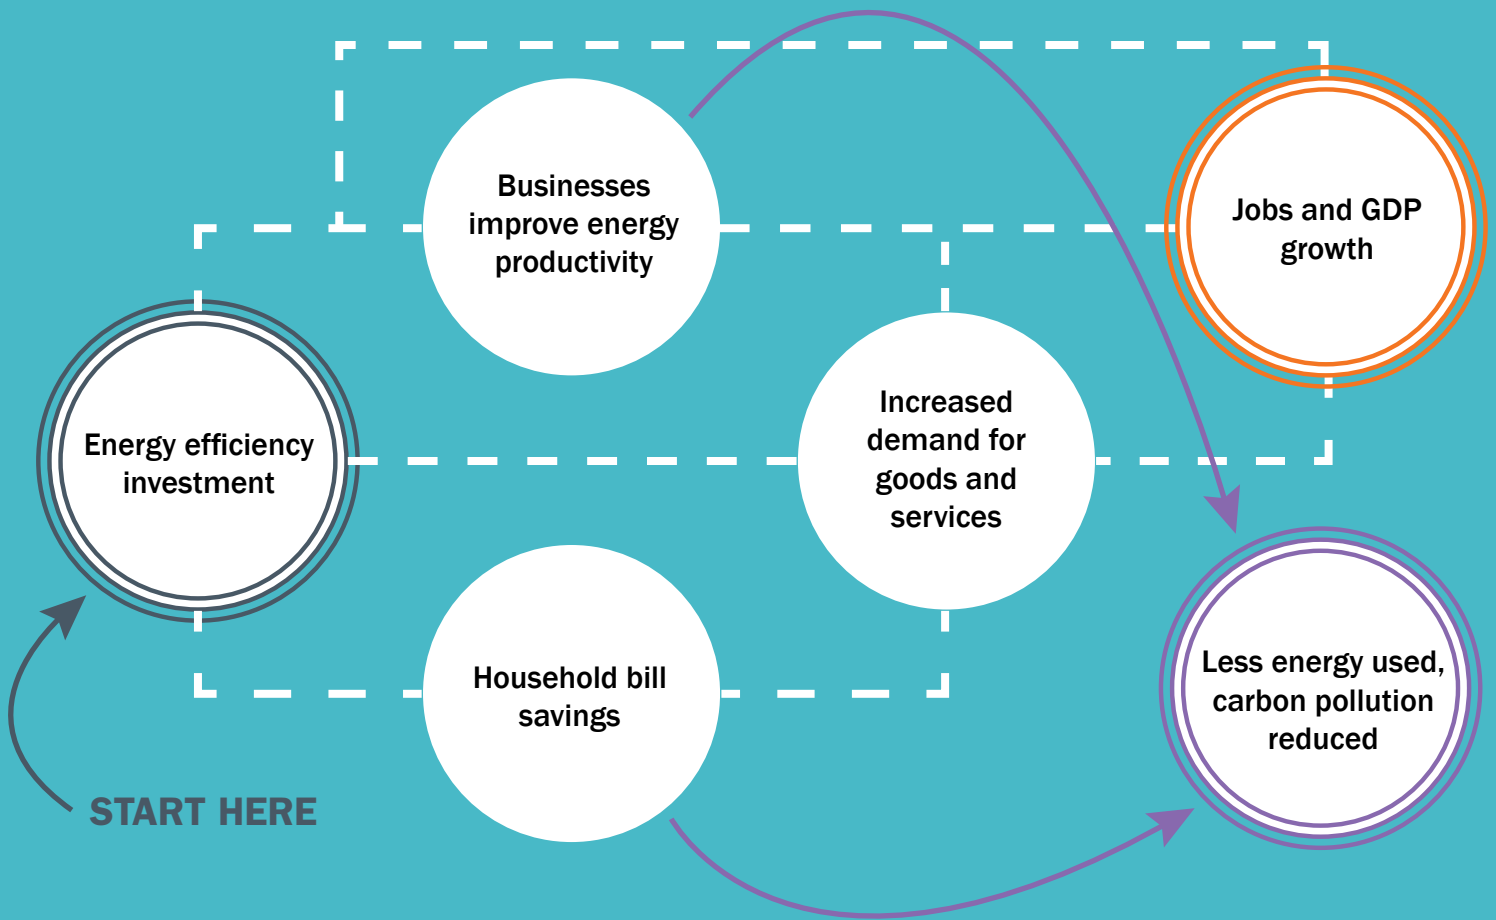 Businesses
improve energy
productivity
Jobs and GDP
growth
Energy efficiency
investment
Increased
demand for
goods and
services
Household bill
savings
Less energy used,
carbon pollution
reduced
START HERE